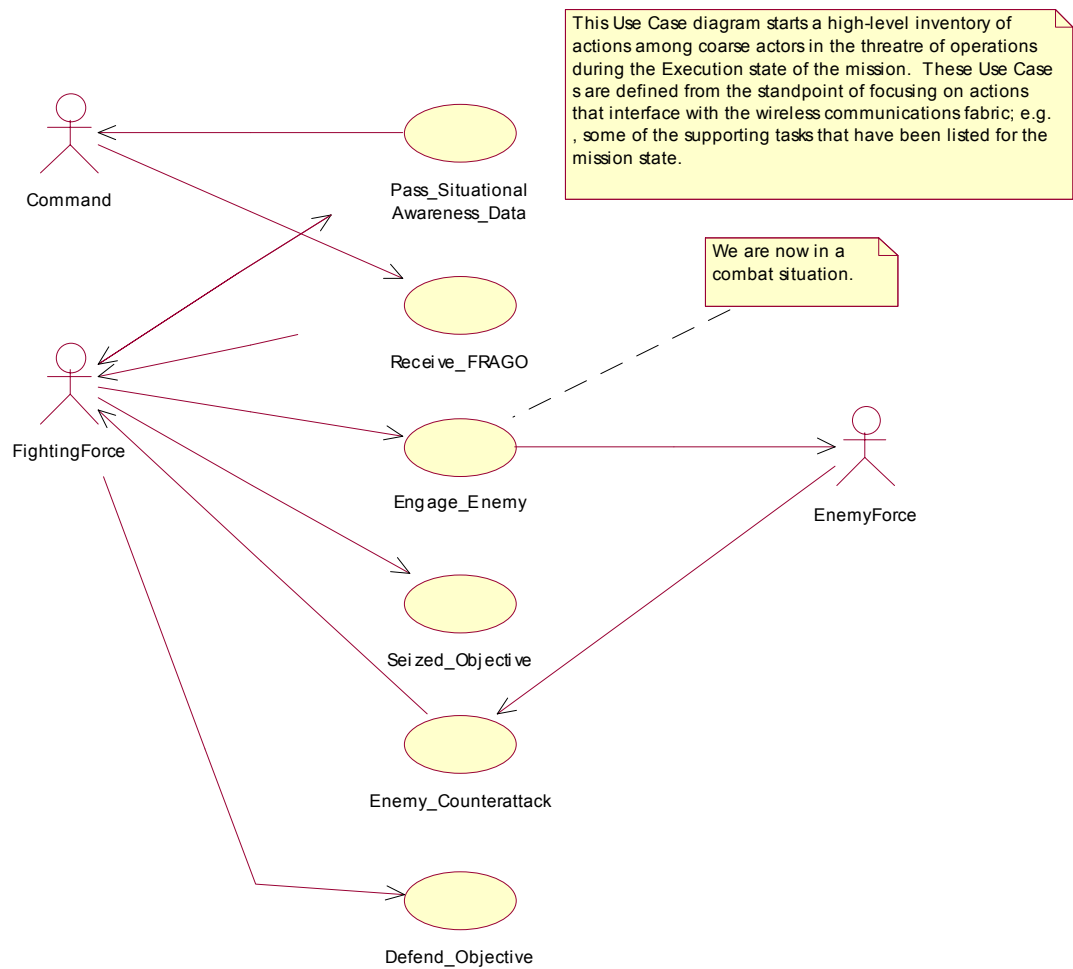 This Use Case diagram starts a high-level inventory of
actions among coarse actors in the threatre of operations
during the Execution state of the mission. These Use Case
s are defined from the standpoint of focusing on actions
that interface with the wireless communications fabric; e.g.
, some of the supporting tasks that have been listed for the
mission state.
Command
Pass_Situational
Awareness_Data
We are now in a
combat situation.
Receive_FRAGO
FightingForce
Engage_Enemy
EnemyForce
Seized_Objective
Enemy_Counterattack
Defend_Objective